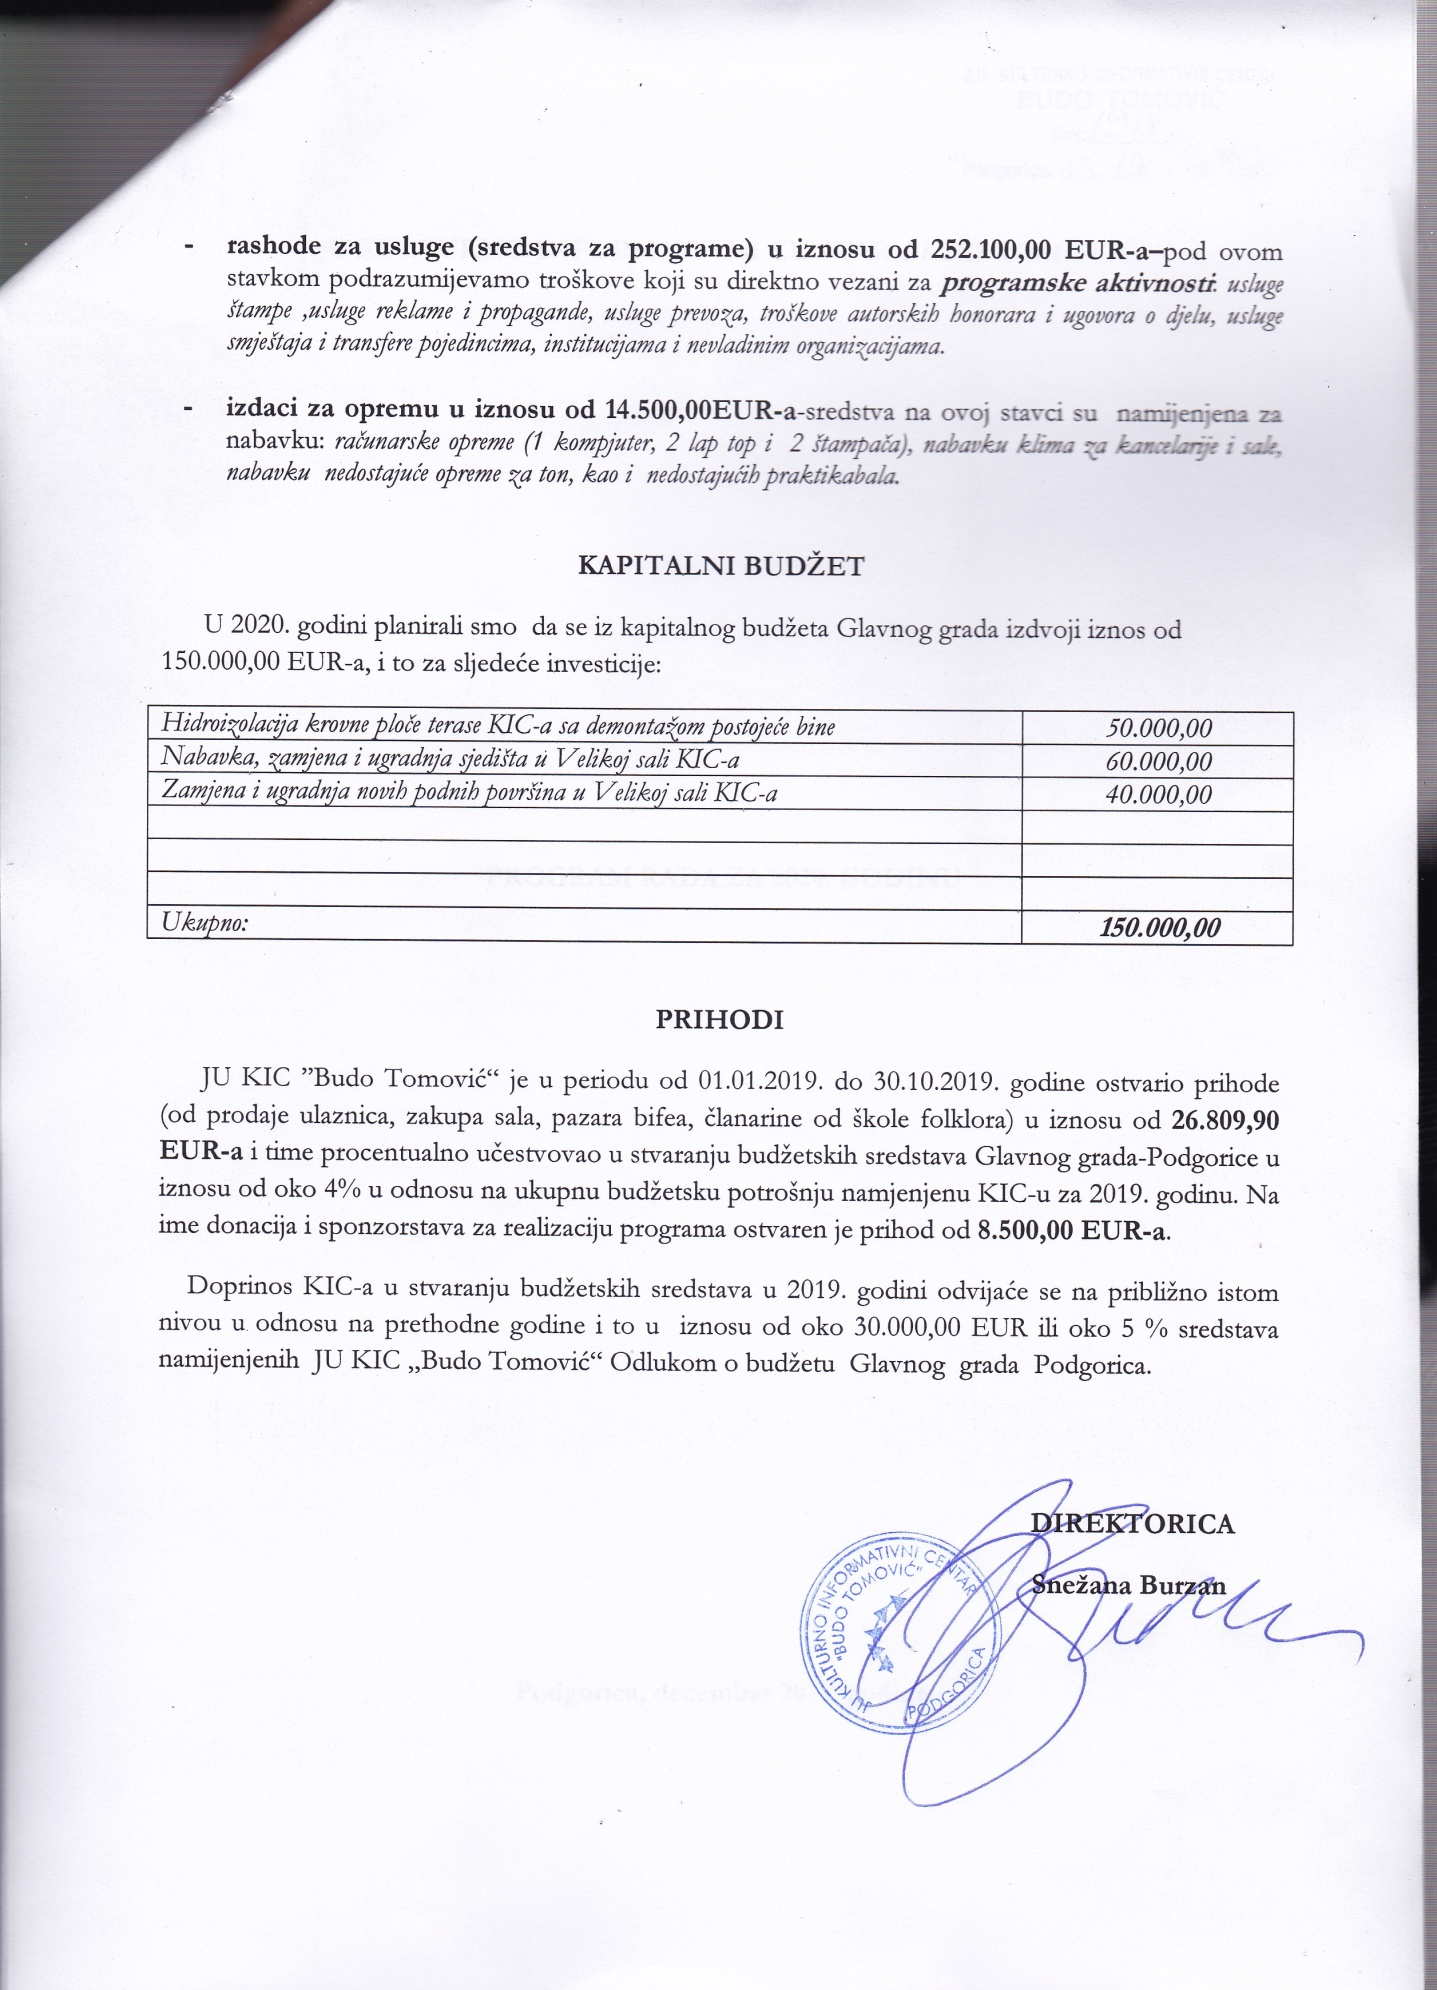 - rashode za usluge (sredstva za programe) u iznosu od 252.100,00 EUR-a–pod ovom
stavkom podrazumijevamo troškove koji su direktno vezani za programske aktivnosti: usluge
štampe ,usluge reklame i propagande, usluge prevoza, troškove autorskih honorara i ugovora o djelu, usluge
smještaja i transfere pojedincima, institucijama i nevladinim organizacijama.
- izdaci za opremu u iznosu od 14.500,00EUR-a-sredstva na ovoj stavci su namijenjena za
nabavku: računarske opreme (1 kompjuter, 2 lap top i 2 štampača), nabavku klima za kancelarije i sale,
nabavku nedostajuće opreme za ton, kao i nedostajućih praktikabala.
KAPITALNI BUDŽET
U 2020. godini planirali smo da se iz kapitalnog budžeta Glavnog grada izdvoji iznos od
150.000,00 EUR-a, i to za sljedeće investicije:
Hidroizolacija krovne ploče terase KIC-a sa demontažom postojeće bine 50.000,00
Nabavka, zamjena i ugradnja sjedišta u Velikoj sali KIC-a 60.000,00
Zamjena i ugradnja novih podnih površina u Velikoj sali KIC-a 40.000,00
Ukupno: 150.000,00
PRIHODI
JU KIC ”Budo Tomović“ je u periodu od 01.01.2019. do 30.10.2019. godine ostvario prihode
(od prodaje ulaznica, zakupa sala, pazara bifea, članarine od škole folklora) u iznosu od 26.809,90
EUR-a i time procentualno učestvovao u stvaranju budžetskih sredstava Glavnog grada-Podgorice u
iznosu od oko 4% u odnosu na ukupnu budžetsku potrošnju namjenjenu KIC-u za 2019. godinu. Na
ime donacija i sponzorstava za realizaciju programa ostvaren je prihod od 8.500,00 EUR-a.
Doprinos KIC-a u stvaranju budžetskih sredstava u 2019. godini odvijaće se na približno istom
nivou u odnosu na prethodne godine i to u iznosu od oko 30.000,00 EUR ili oko 5 % sredstava
namijenjenih JU KIC „Budo Tomović“ Odlukom o budžetu Glavnog grada Podgorica.
DIREKTORICA
Snežana Burzan
JU KULTURNO INFORMATIVNI CENTAR
"BUDO TOMOVIĆ"
PODGORICA